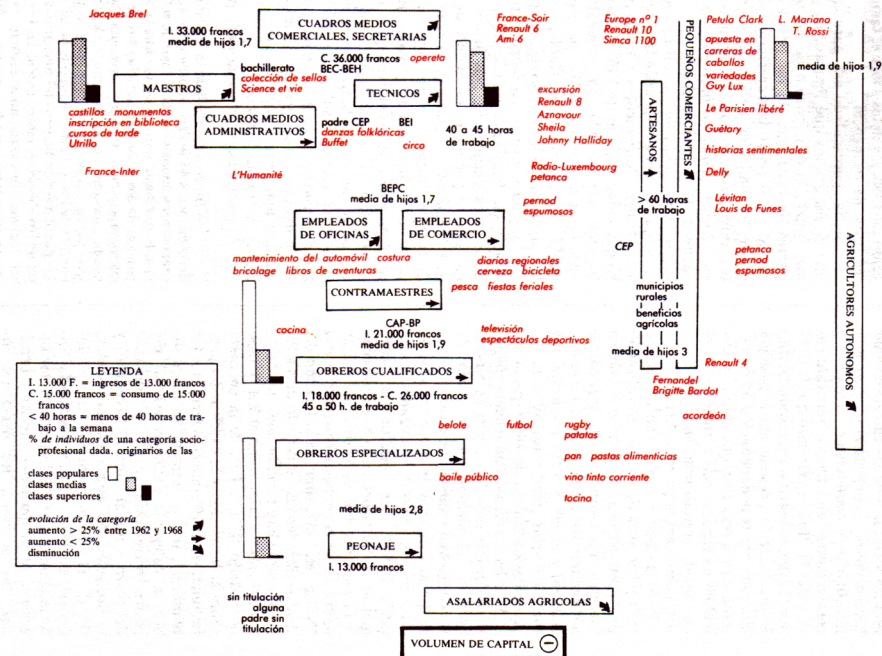 Jacques Brel
I. 33.000 francos
media de hijos 1,7
CUADROS MEDIOS
COMERCIALES, SECRETARIAS
C. 36.000 francos
BEC-BEH
opereta
France-Soir
Renault 6
Ami 6
Europe nº 1
Renault 10
Simca 1100
PEQUEÑOS COMERCIANTES
Petula Clark
L. Mariana
T. Rossi
apuesta en
carreras de
caballos
variedades
Guy Lux
media de hijos 1,9
MAESTROS
bachillerato
colección de sellos
Science et vie
TECNICOS
castillos monumentos
inscripción en biblioteca
cursos de tarde
Utrillo
CUADROS MEDIOS
ADMINISTRATIVOS
padre CEP
BEI
danzas folklóricas
Buffet
circo
40 a 45 horas
de trabajo
excursión
Renault 8
Aznavour
Sheila
Johnny Halliday
ARTESANOS
Le Parisien libéré
Guétary
historias sentimentales
France-Inter
L'Humanité
Radio-Luxembourg
petanca
Delly
BEPC
media de hijos 1,7
pernod
espumosos
> 60 horas
de trabajo
Lévitan
Louis de Funes
EMPLEADOS
DE OFICINAS
EMPLEADOS
DE COMERCIO
CEP
petanca
pernod
espumosos
AGRICULTORES AUTONOMOS
mantenimiento del automóvil costura
bricolage libros de aventuras
diarios regionales
cerveza bicicleta
CONTRAMAESTRES
pesca fiestas feriales
municipios
rurales
beneficios
agrícolas
cocina
CAP-BP
I. 21.000 francos
media de hijos 1,9
televisión
espectáculos deportivos
media de hijos 3
Renault 4
OBREROS CUALIFICADOS
Fernandel
Brigitte Bardot
I. 18.000 francos - C. 26.000 francos
45 a 50 h. de trabajo
acordeón
LEYENDA
I. 13.000 F. = ingresos de 13.000 francos
C. 15.000 francos = consumo de 15.000
francos
< 40 horas = menos de 40 horas de tra-
bajo a la semana
% de individuos de una categoría socio-
profesional dada, originarios de las
clases populares
clases medias
clases superiores
evolución de la categoría
aumento > 25% entre 1962 y 1968
aumento < 25%
disminución
belote
futbol
rugby
patatas
OBREROS ESPECIALIZADOS
pan pastas alimenticias
baile público
vino tinto corriente
tocino
media de hijos 2,8
PEONAJE
I. 13.000 francos
sin titulación
alguna
padre sin
titulación
ASALARIADOS AGRICOLAS
VOLUMEN DE CAPITAL −